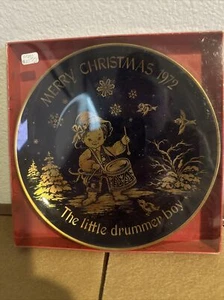 MERRY CHRISTMAS 1972
The little drummer boy